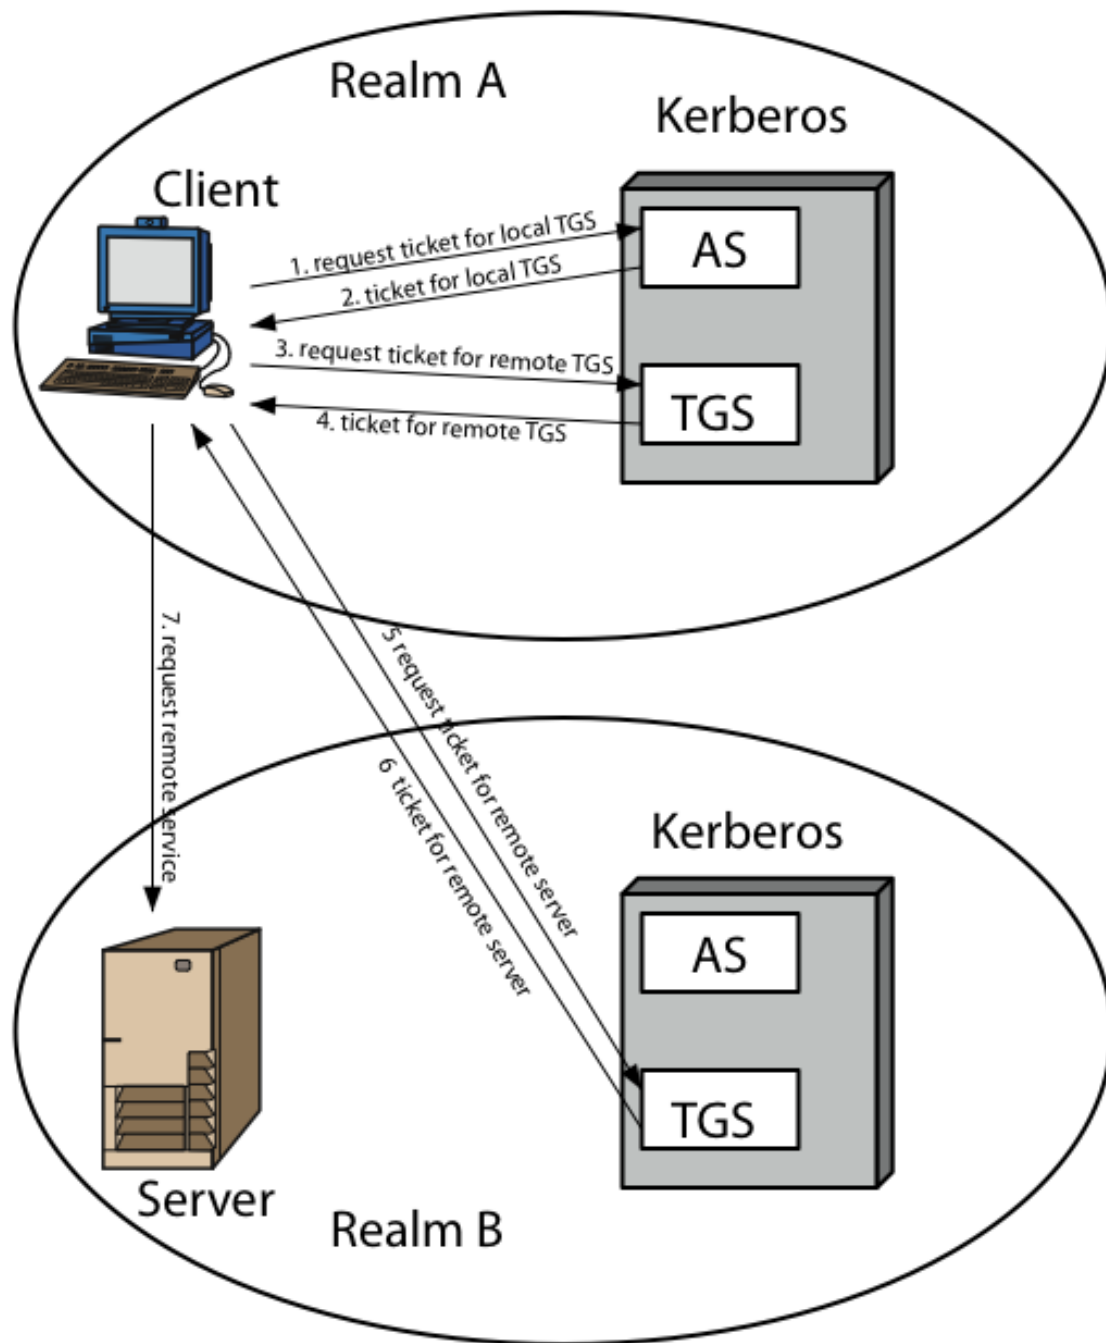 Realm A
Kerberos
Client
1. request ticket for local TGS
AS
2. ticket for local TGS
3. request ticket for remote TGS
TGS
4. ticket for remote TGS
7. request remote service
5 request ticket for remote server
6 ticket for remote server
Kerberos
AS
TGS
Server
Realm B